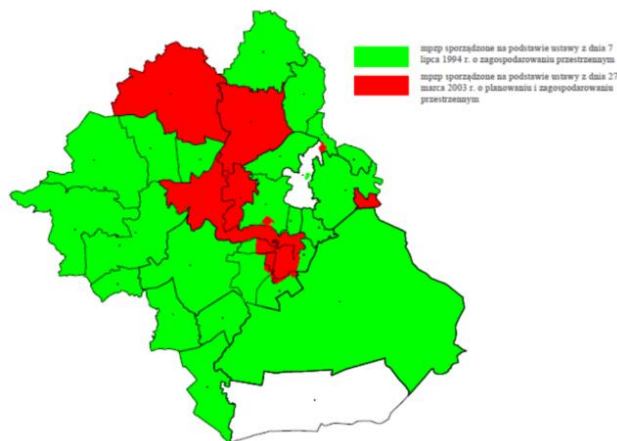 mpzp sporządzone na podstawie ustawy z dnia 7
lipca 1994 r. o zagospodarowaniu przestrzennym
mpzp sporządzone na podstawie ustawy z dnia 27
marca 2003 r. o planowaniu i zagospodarowaniu
przestrzennym